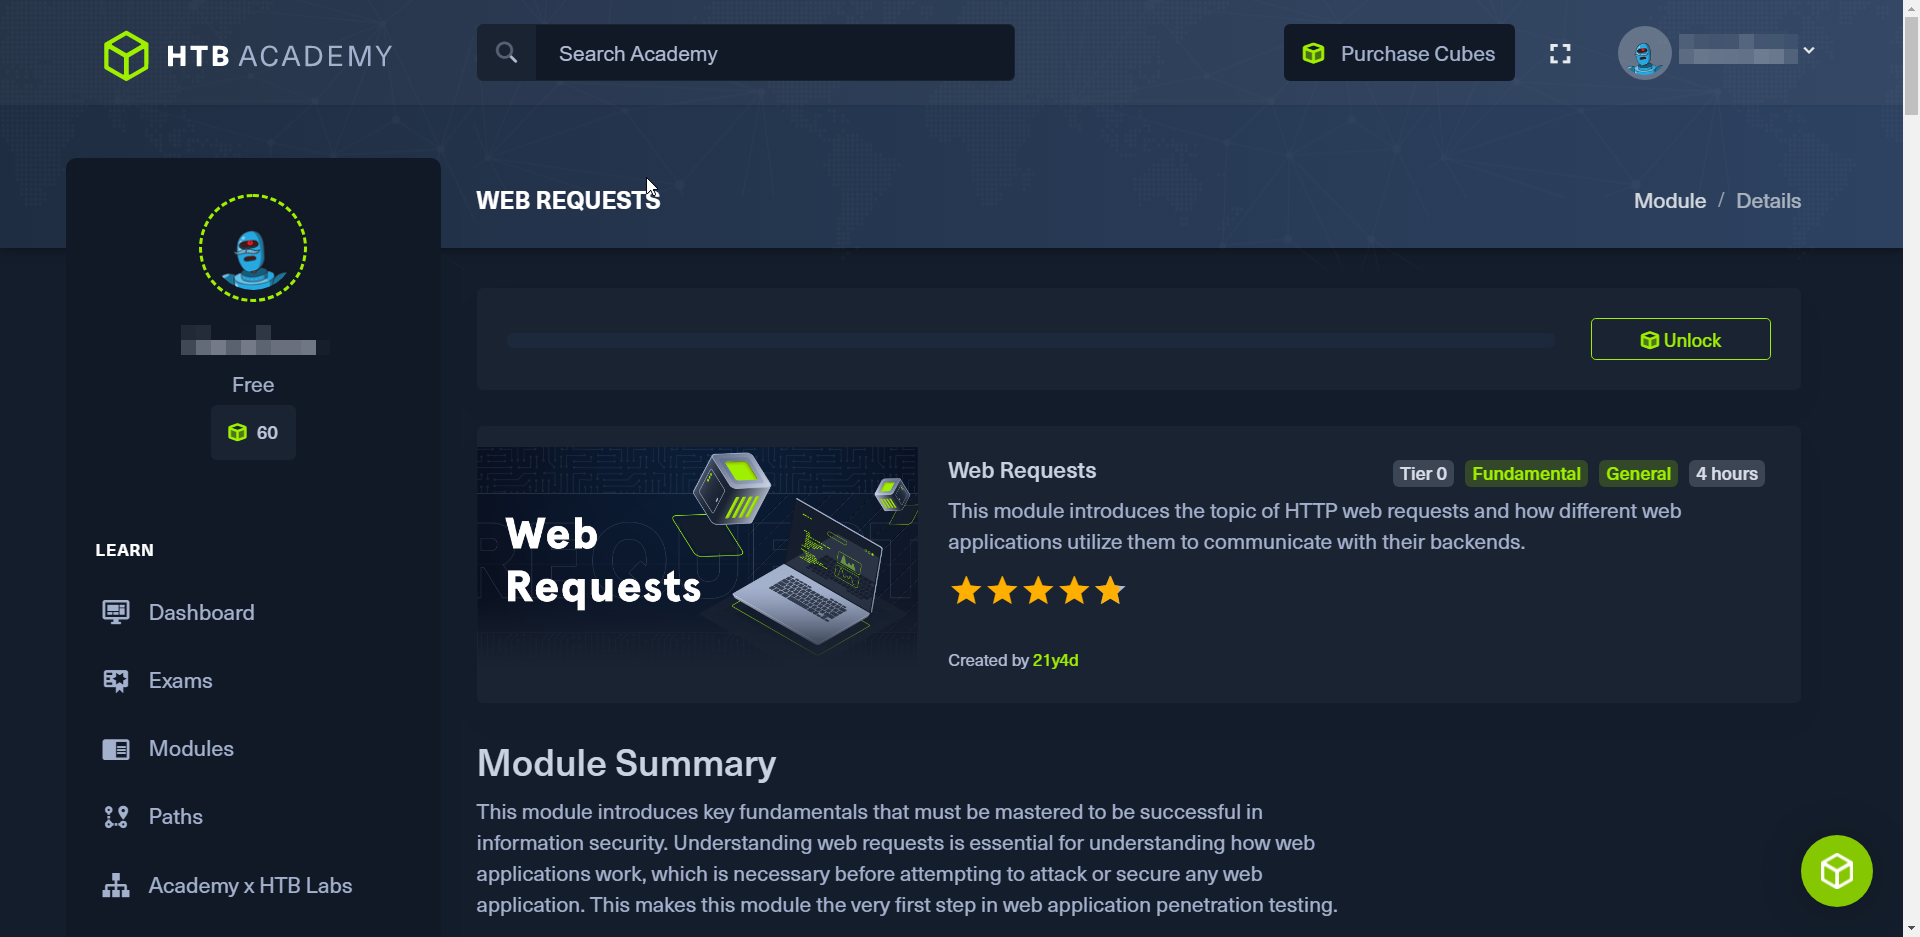 HTB ACADEMY
Search Academy
Purchase Cubes
WEB REQUESTS
Module / Details
Free
60
Unlock
LEARN
Dashboard
Exams
Modules
Paths
Academy x HTB Labs
Web
Requests
Web Requests
Tier 0 Fundamental General 4 hours
This module introduces the topic of HTTP web requests and how different web
applications utilize them to communicate with their backends.
Created by 21y4d
Module Summary
This module introduces key fundamentals that must be mastered to be successful in
information security. Understanding web requests is essential for understanding how web
applications work, which is necessary before attempting to attack or secure any web
application. This makes this module the very first step in web application penetration testing.